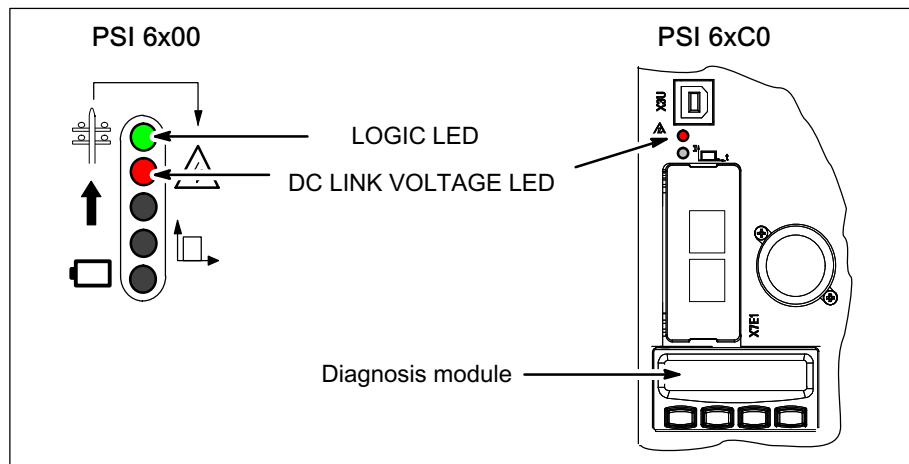 PSI 6x00
PSI 6xC0
X3U
LOGIC LED
DC LINK VOLTAGE LED
X7E1
Diagnosis module